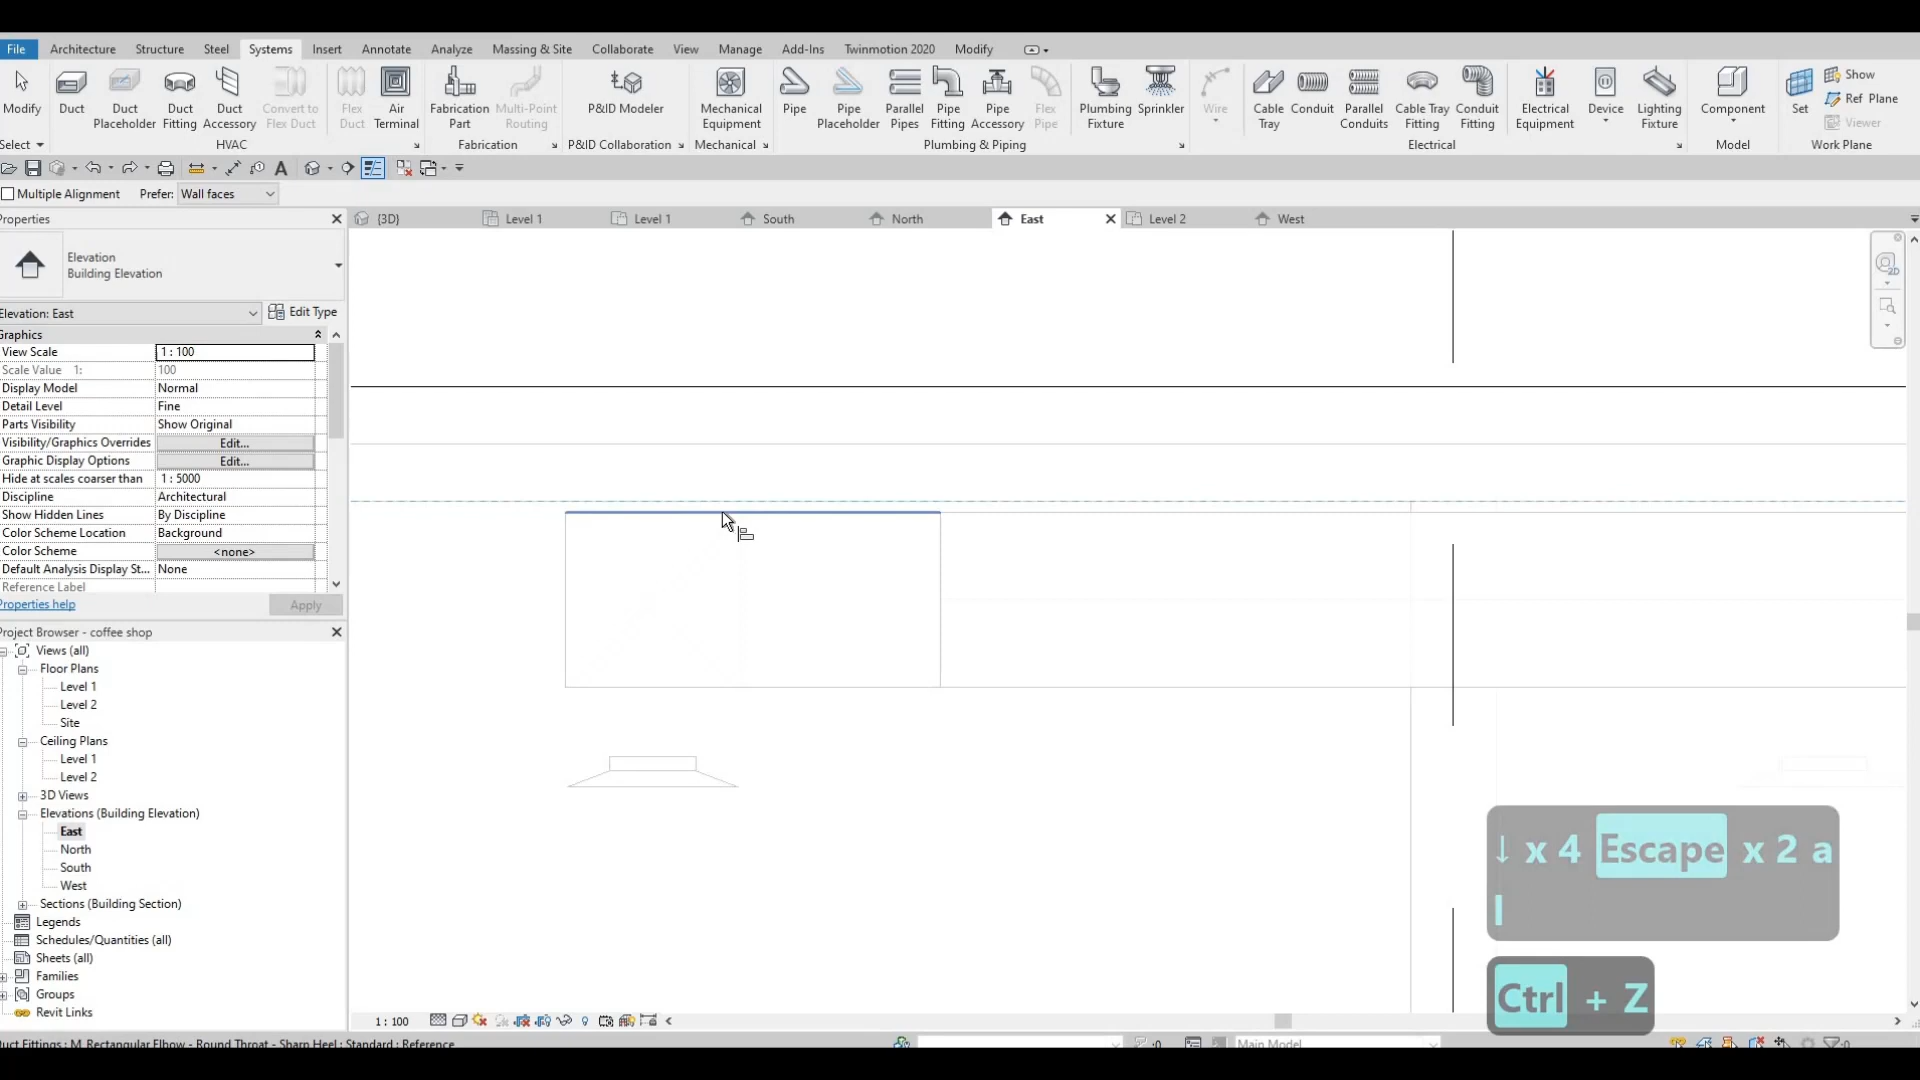 File Architecture Structure Steel Systems Insert Annotate Analyze Massing & Site Collaborate View Manage Add-Ins Twinmotion 2020 Modify
Modify Duct Duct Placeholder Duct Fitting Duct Accessory Convert to Flex Duct Flex Duct Air Terminal Fabrication Part Multi-Point Routing P&ID Modeler Mechanical Equipment Pipe Pipe Placeholder Parallel Pipes Pipe Fitting Pipe Accessory Flex Pipe Plumbing Fixture Sprinkler Wire Cable Tray Conduit Parallel Conduits Cable Tray Fitting Conduit Fitting Electrical Equipment Device Lighting Fixture Component Set Show Ref Plane Viewer
Select HVAC Fabrication P&ID Collaboration Mechanical Plumbing & Piping Electrical Model Work Plane
Multiple Alignment Prefer: Wall faces
Properties {3D} Level 1 Level 1 South North East Level 2 West
Elevation
Building Elevation
Elevation: East Edit Type
Graphics
View Scale 1 : 100
Scale Value 1: 100
Display Model Normal
Detail Level Fine
Parts Visibility Show Original
Visibility/Graphics Overrides Edit...
Graphic Display Options Edit...
Hide at scales coarser than 1 : 5000
Discipline Architectural
Show Hidden Lines By Discipline
Color Scheme Location Background
Color Scheme <none>
Default Analysis Display St... None
Reference Label
Properties help Apply
Project Browser - coffee shop
Views (all)
Floor Plans
Level 1
Level 2
Site
Ceiling Plans
Level 1
Level 2
3D Views
Elevations (Building Elevation)
East
North
South
West
Sections (Building Section)
Legends
Schedules/Quantities (all)
Sheets (all)
Families
Groups
Revit Links
2D
↓ x 4 Escape x 2 a
l
Ctrl + Z
1 : 100
uct Fittings : M_Rectangular Elbow - Round Throat - Sharp Heel : Standard : Reference :0 Main Model :0